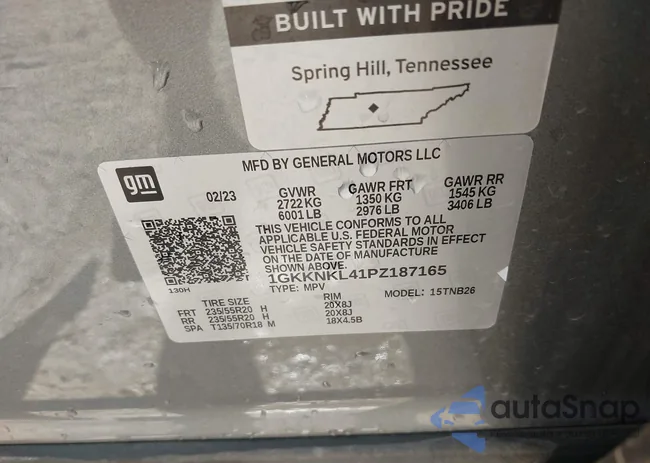 BUILT WITH PRIDE
Spring Hill, Tennessee
gm
MFD BY GENERAL MOTORS LLC
02/23 GVWR GAWR FRT GAWR RR
2722 KG 1350 KG 1545 KG
6001 LB 2976 LB 3406 LB
THIS VEHICLE CONFORMS TO ALL
APPLICABLE U.S. FEDERAL MOTOR
VEHICLE SAFETY STANDARDS IN EFFECT
ON THE DATE OF MANUFACTURE
SHOWN ABOVE.
1GKKNKL41PZ187165
TYPE: MPV MODEL: 15TNB26
130H
TIRE SIZE RIM
FRT 235/55R20 H 20X8J
RR 235/55R20 H 20X8J
SPA T135/70R18 M 18X4.5B
autaSnap